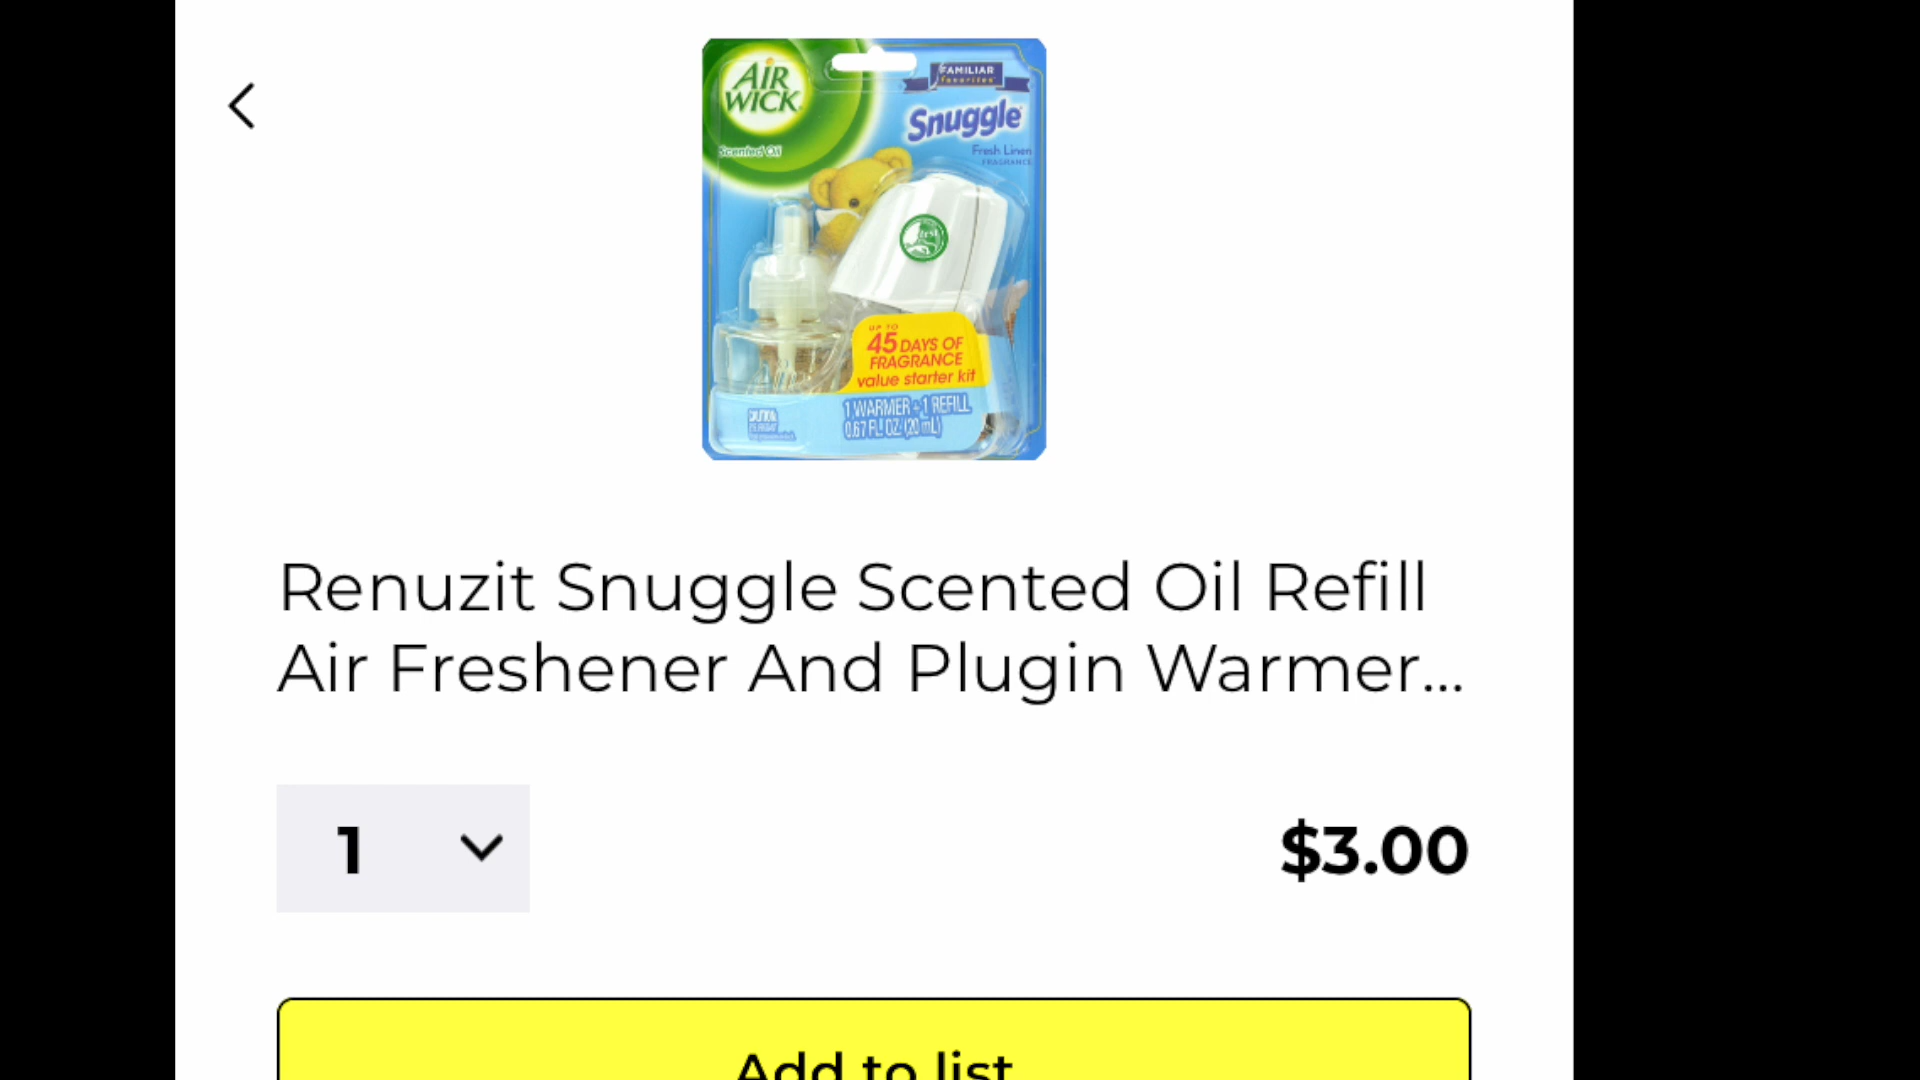 AIR
WICK
Scented Oil
FAMILIAR
favorites
Snuggle
Fresh Linen
FRAGRANCE
UP TO
45 DAYS OF
FRAGRANCE
value starter kit
1 WARMER + 1 REFILL
0.67 FL. OZ. (20 mL)
CAUTION:
Renuzit Snuggle Scented Oil Refill
Air Freshener And Plugin Warmer...
1
$3.00
Add to list